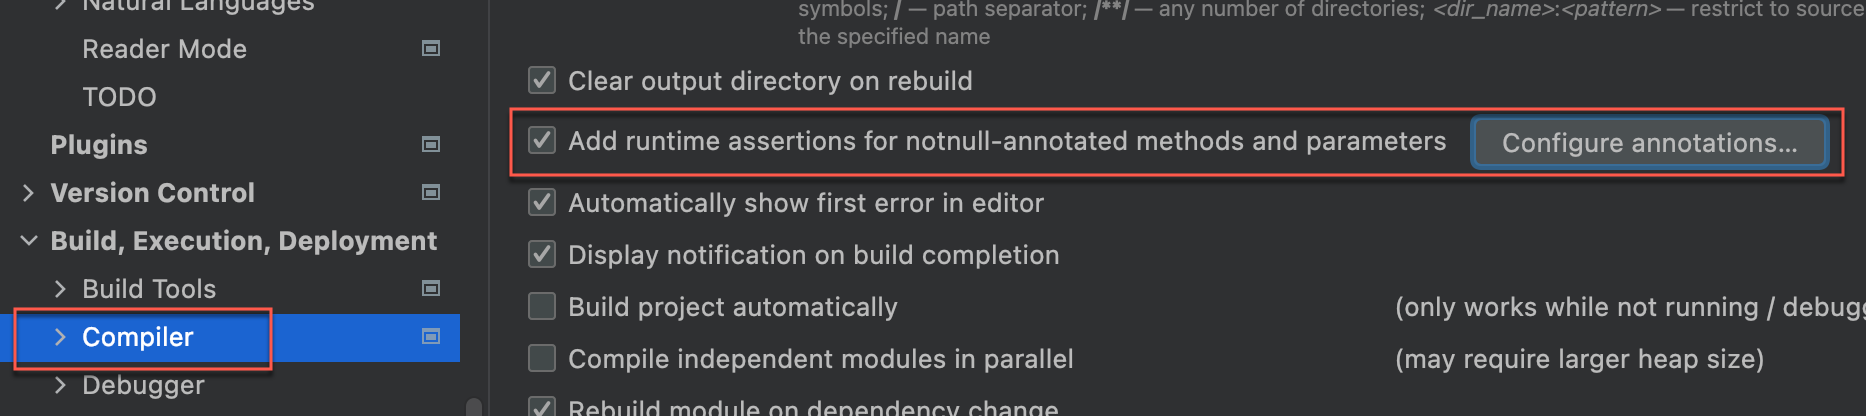 Natural Languages
Reader Mode
TODO
Plugins
Version Control
Build, Execution, Deployment
Build Tools
Compiler
Debugger
symbols; / — path separator; /**/ — any number of directories; <dir_name>:<pattern> — restrict to source
the specified name
Clear output directory on rebuild
Add runtime assertions for notnull-annotated methods and parameters Configure annotations...
Automatically show first error in editor
Display notification on build completion
Build project automatically (only works while not running / debugg
Compile independent modules in parallel (may require larger heap size)
Rebuild module on dependency change